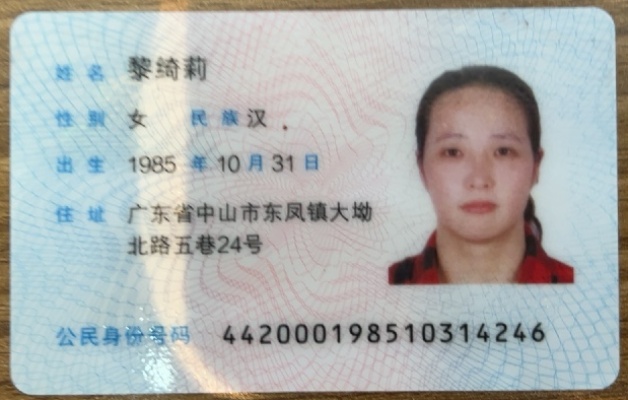 姓名 黎绮莉
性别 女 民族 汉
出生 1985 年 10 月 31 日
住址 广东省中山市东凤镇大坳
北路五巷24号
公民身份号码 442000198510314246